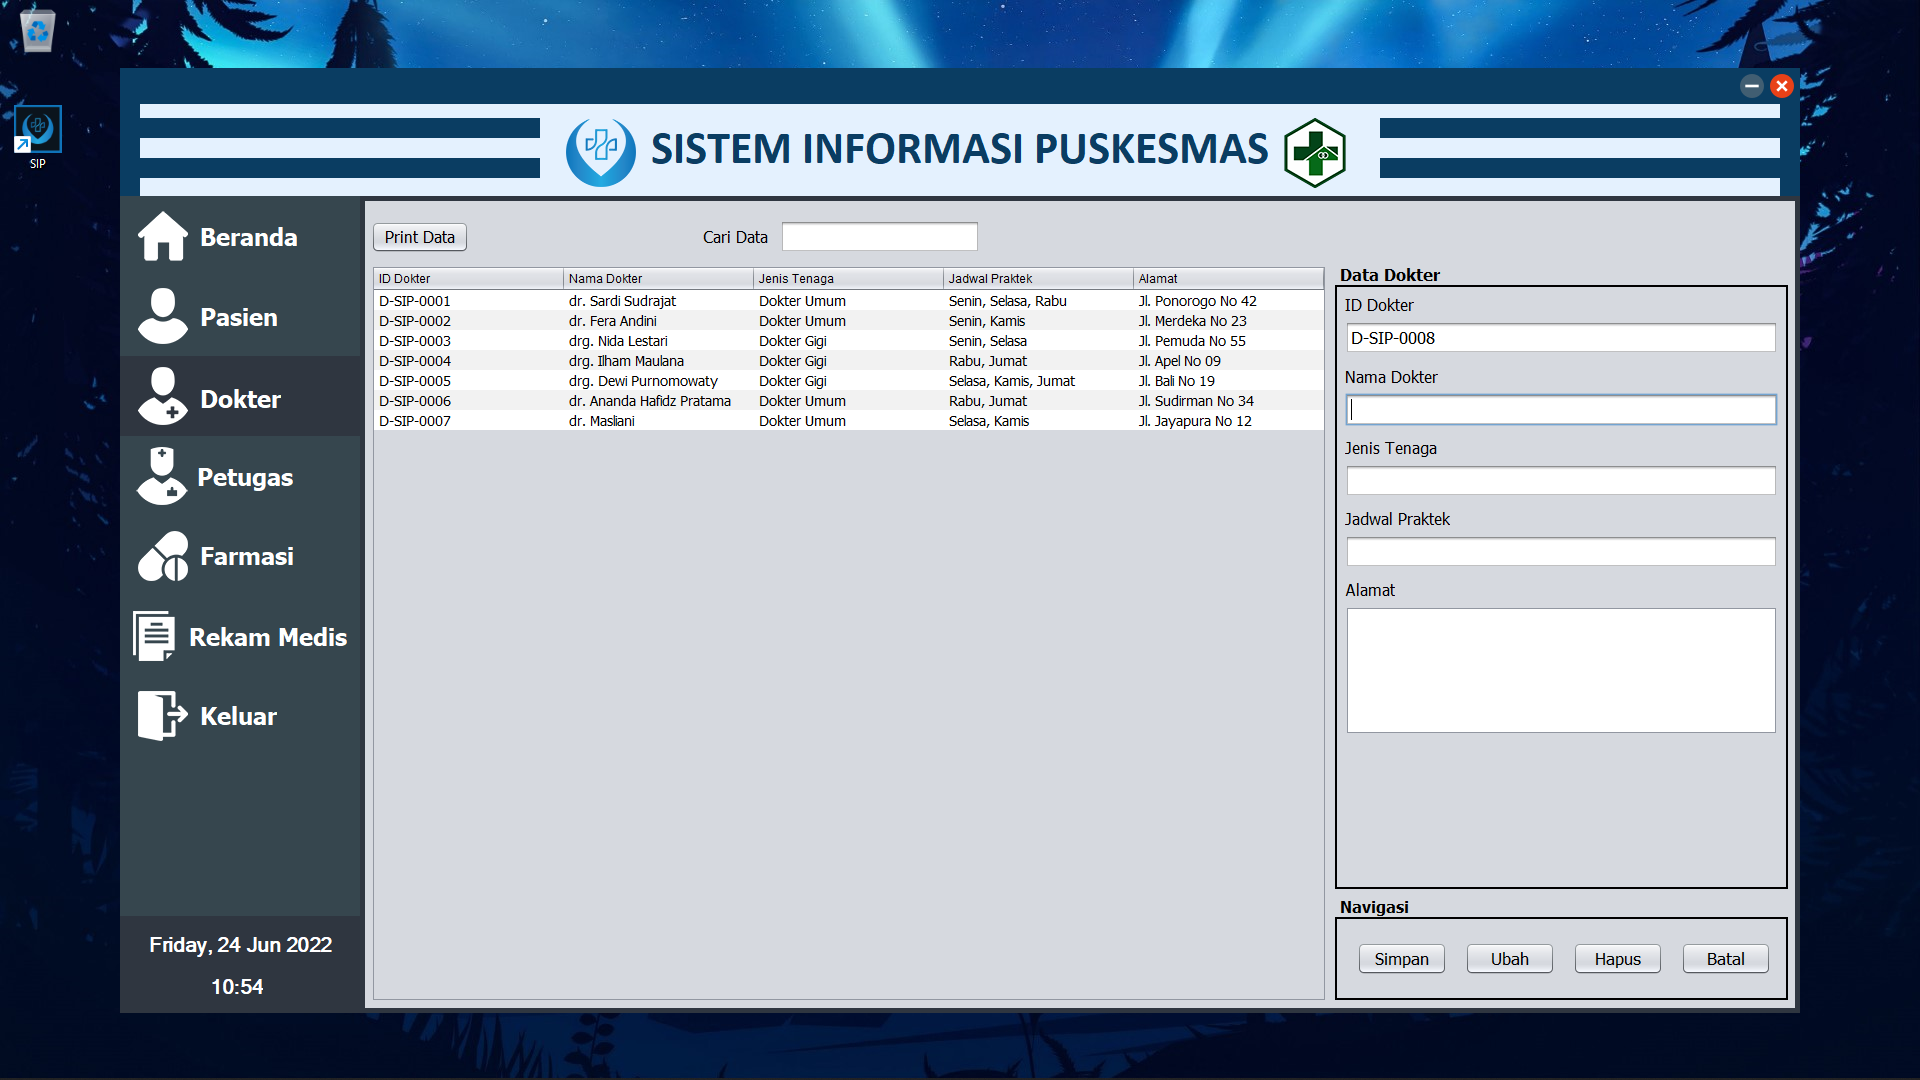 SIP
SISTEM INFORMASI PUSKESMAS
Beranda
Pasien
Dokter
Petugas
Farmasi
Rekam Medis
Keluar
Friday, 24 Jun 2022
10:54
Print Data
Cari Data
ID Dokter Nama Dokter Jenis Tenaga Jadwal Praktek Alamat
D-SIP-0001 dr. Sardi Sudrajat Dokter Umum Senin, Selasa, Rabu Jl. Ponorogo No 42
D-SIP-0002 dr. Fera Andini Dokter Umum Senin, Kamis Jl. Merdeka No 23
D-SIP-0003 drg. Nida Lestari Dokter Gigi Senin, Selasa Jl. Pemuda No 55
D-SIP-0004 drg. Ilham Maulana Dokter Gigi Rabu, Jumat Jl. Apel No 09
D-SIP-0005 drg. Dewi Purnomowaty Dokter Gigi Selasa, Kamis, Jumat Jl. Bali No 19
D-SIP-0006 dr. Ananda Hafidz Pratama Dokter Umum Rabu, Jumat Jl. Sudirman No 34
D-SIP-0007 dr. Masliani Dokter Umum Selasa, Kamis Jl. Jayapura No 12
Data Dokter
ID Dokter
D-SIP-0008
Nama Dokter
Jenis Tenaga
Jadwal Praktek
Alamat
Navigasi
Simpan Ubah Hapus Batal